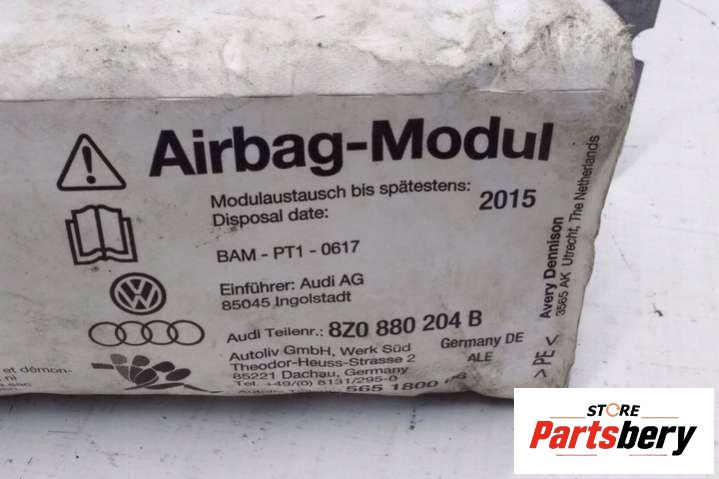 Airbag-Modul
Modulaustausch bis spätestens: 2015
Disposal date:
BAM - PT1 - 0617
Einführer: Audi AG
85045 Ingolstadt
Audi Teilenr.: 8Z0 880 204 B
Autoliv GmbH, Werk Süd
Theodor-Heuss-Strasse 2
85221 Dachau, Germany
Tel. +49/(0) 8131/295-0
565 1800
Germany DE
ALE
> PE <
Avery Dennison
3565 AK Utrecht, The Netherlands
et démon-
STORE
Partsbery